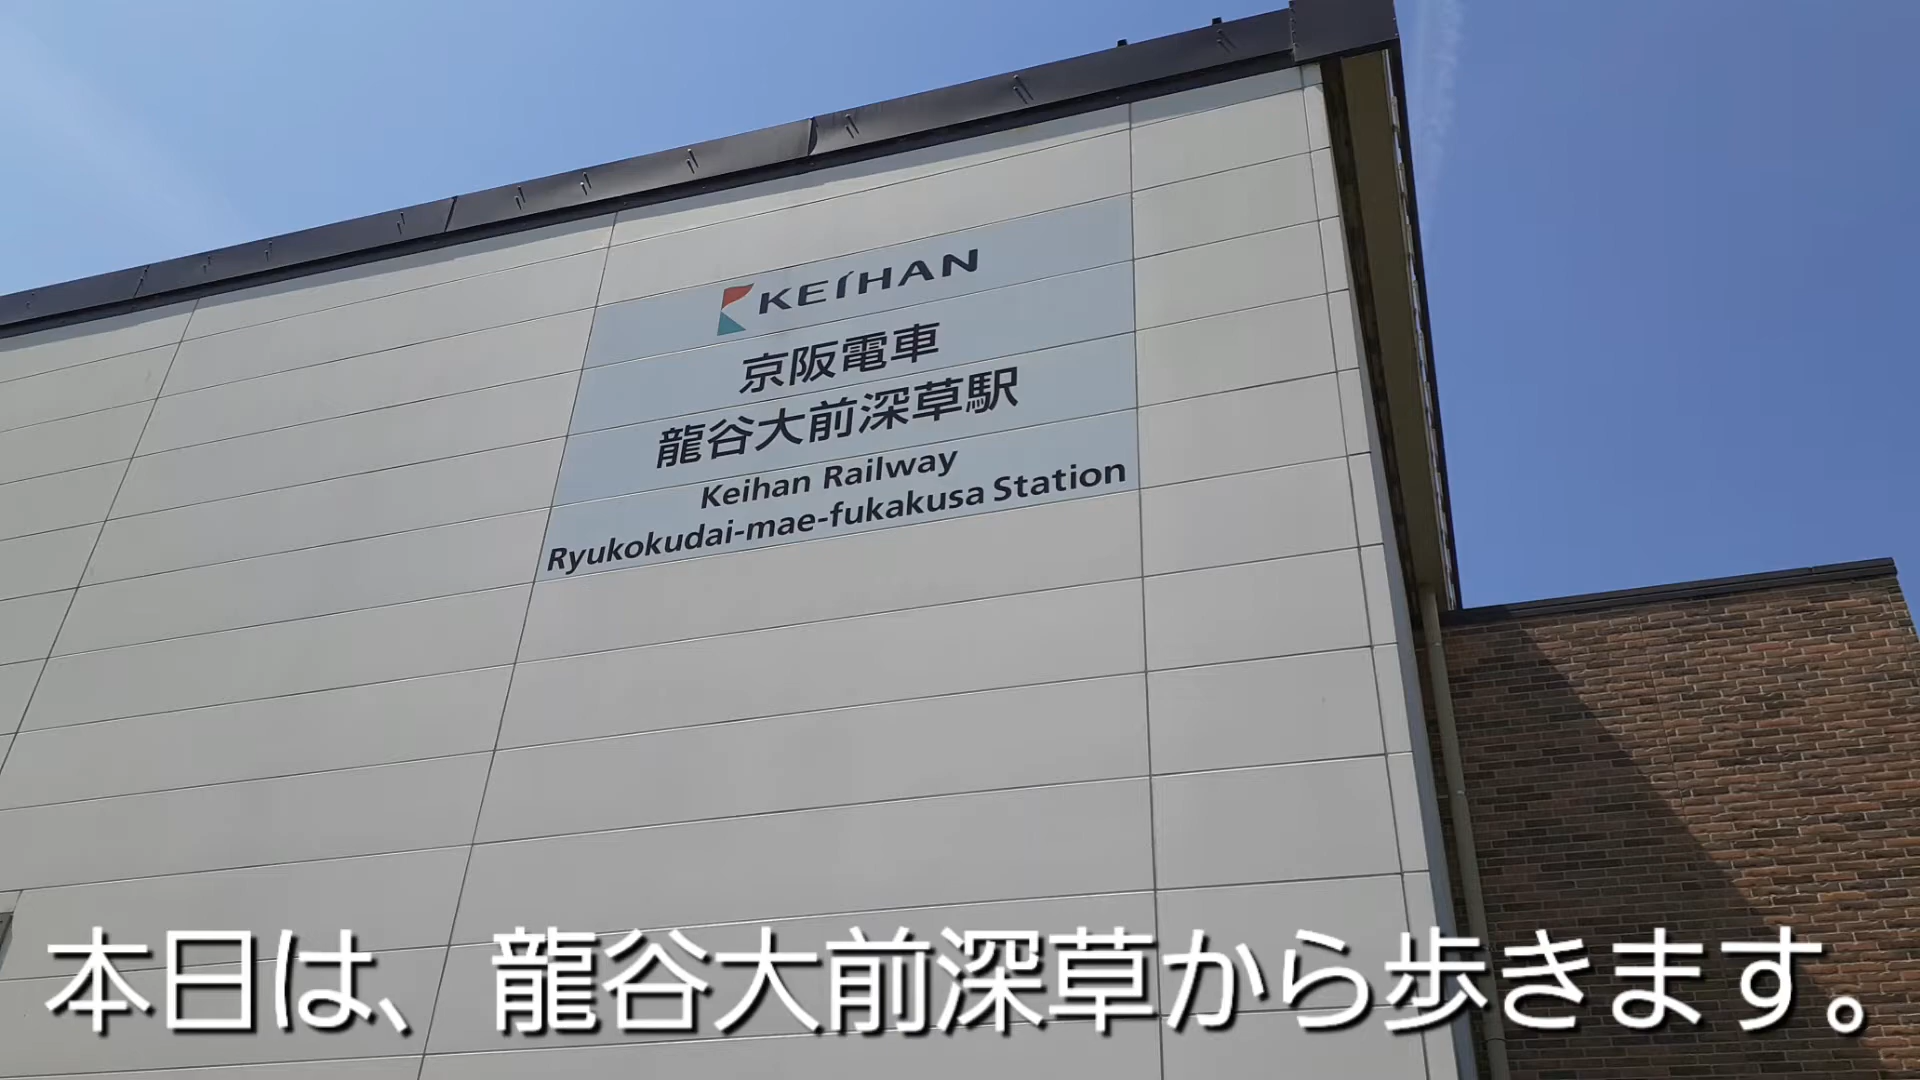 KEIHAN
京阪電車
龍谷大前深草駅
Keihan Railway
Ryukokudai-mae-fukakusa Station
本日は、龍谷大前深草から歩きます。